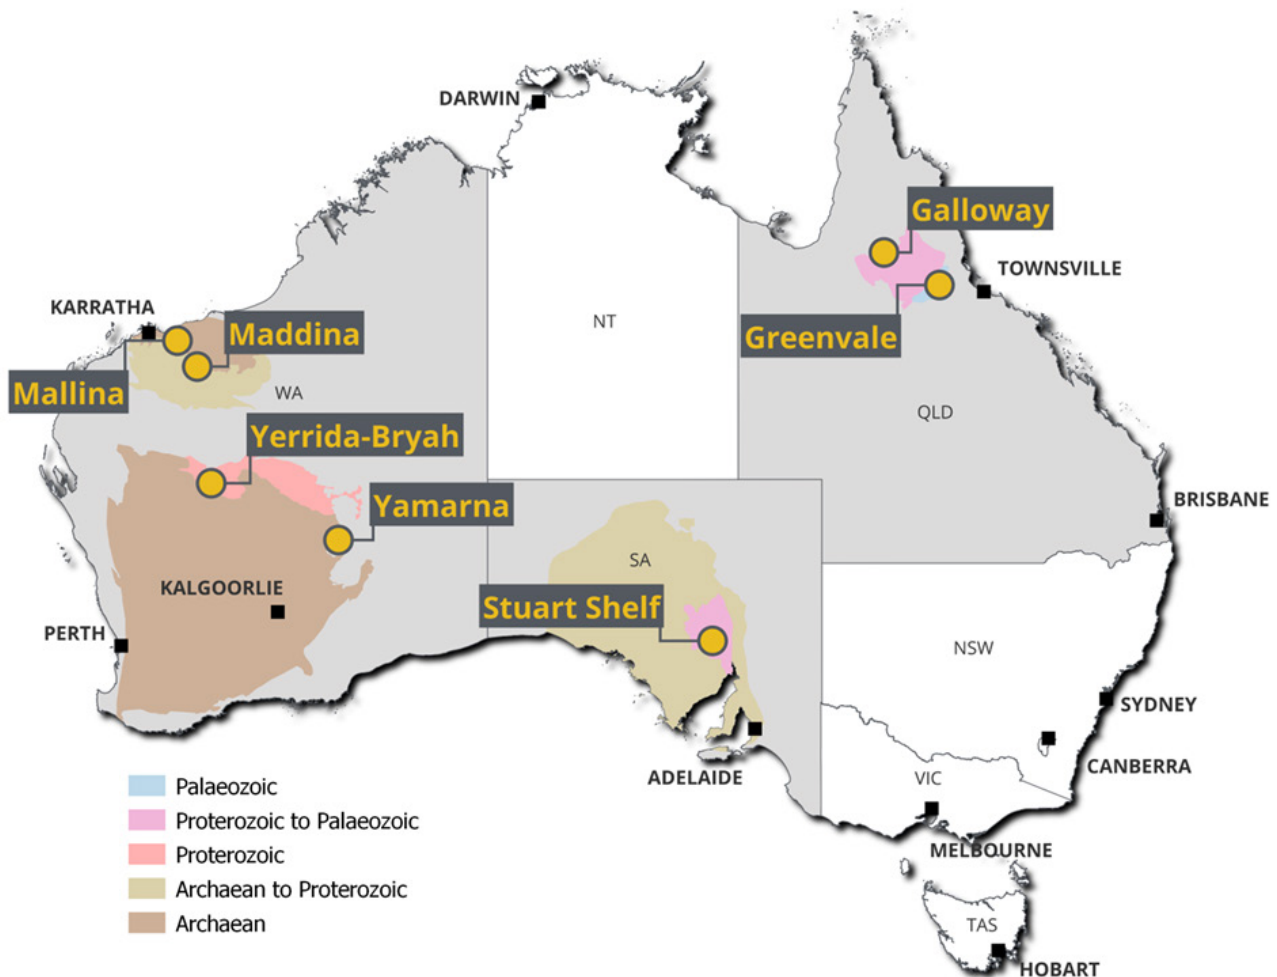 DARWIN
Galloway
TOWNSVILLE
KARRATHA
NT
Maddina
Greenvale
Mallina
WA
QLD
Yerrida-Bryah
Yamarna
BRISBANE
SA
KALGOORLIE
Stuart Shelf
PERTH
NSW
SYDNEY
CANBERRA
ADELAIDE
VIC
MELBOURNE
TAS
HOBART
Palaeozoic
Proterozoic to Palaeozoic
Proterozoic
Archaean to Proterozoic
Archaean